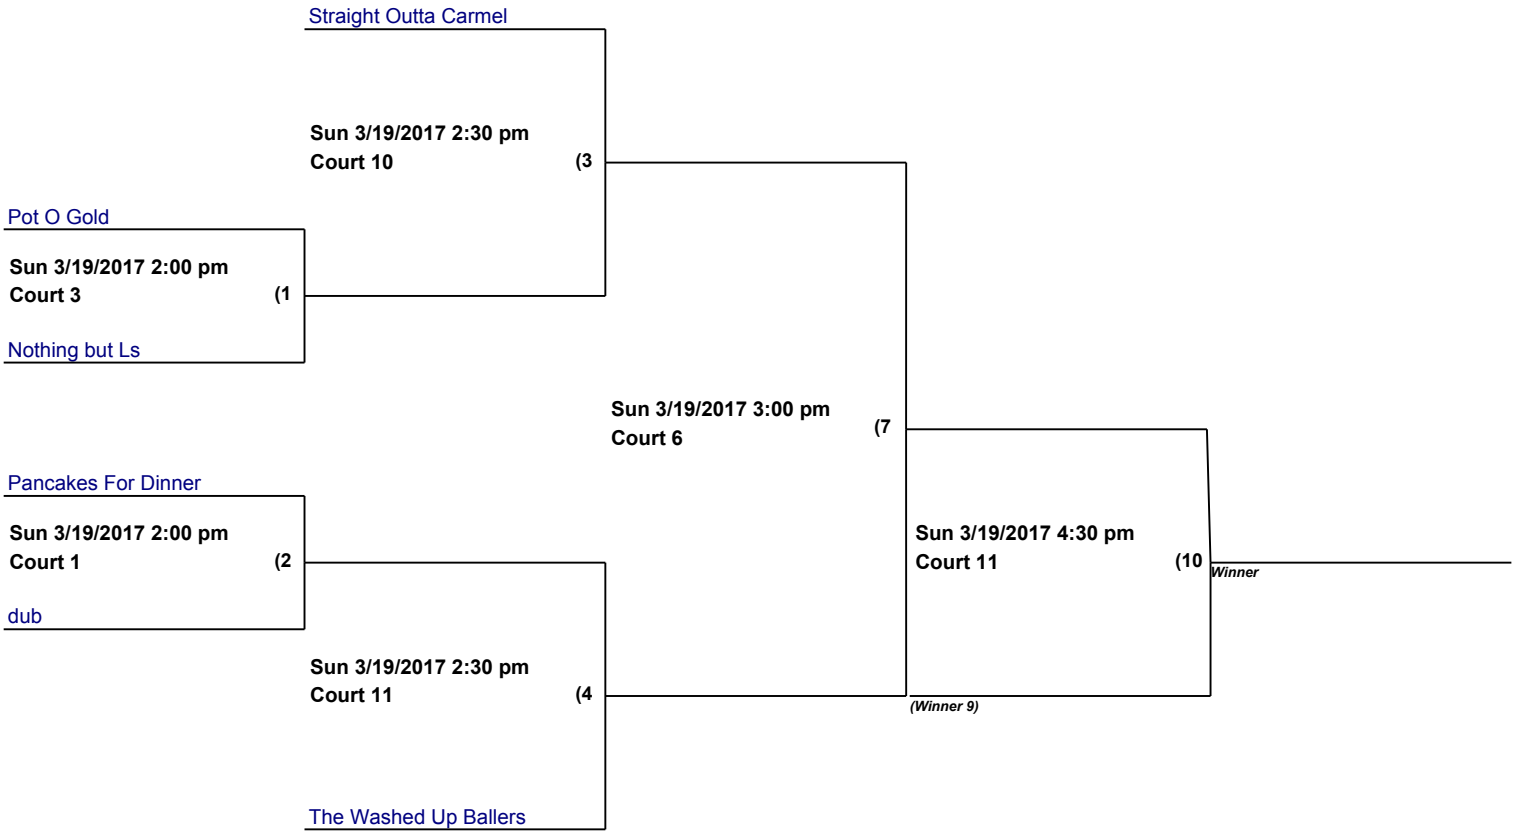 Straight Outta Carmel
Sun 3/19/2017 2:30 pm
Court 10 (3
Pot O Gold
Sun 3/19/2017 2:00 pm
Court 3 (1
Nothing but Ls
Sun 3/19/2017 3:00 pm
Court 6 (7
Pancakes For Dinner
Sun 3/19/2017 2:00 pm
Court 1 (2
Sun 3/19/2017 4:30 pm
Court 11 (10
Winner
dub
Sun 3/19/2017 2:30 pm
Court 11 (4
(Winner 9)
The Washed Up Ballers